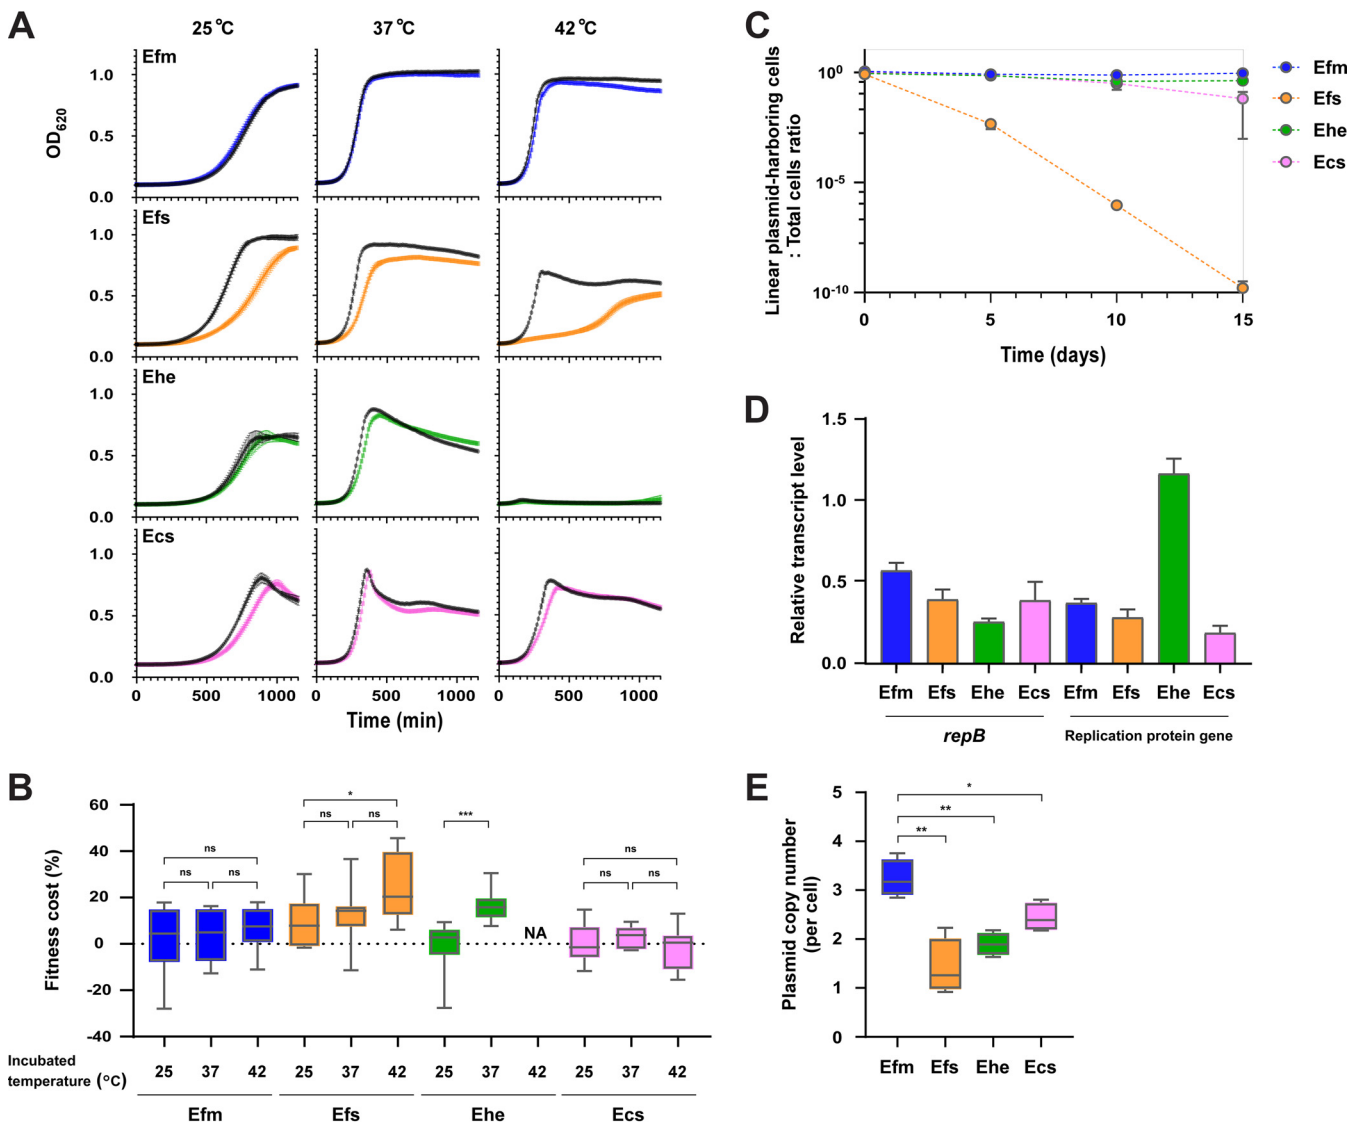 A
25 °C
37 °C
42 °C
Efm
1.0
0.5
0.0
OD620
Efs
1.0
0.5
0.0
Ehe
1.0
0.5
0.0
Ecs
1.0
0.5
0.0
0 500 1000 0 500 1000 0 500 1000
Time (min)
B
Fitness cost (%)
60
40
20
0
-20
-40
ns
ns ns
*
ns ns
***
NA
ns
ns ns
Incubated temperature (°C)
25 37 42 25 37 42 25 37 42 25 37 42
Efm Efs Ehe Ecs
C
Linear plasmid-harboring cells
: Total cells ratio
10^0
10^-5
10^-10
0 5 10 15
Time (days)
Efm
Efs
Ehe
Ecs
D
Relative transcript level
1.5
1.0
0.5
0.0
Efm Efs Ehe Ecs Efm Efs Ehe Ecs
repB Replication protein gene
E
Plasmid copy number
(per cell)
5
4
3
2
1
0
*
**
**
Efm Efs Ehe Ecs